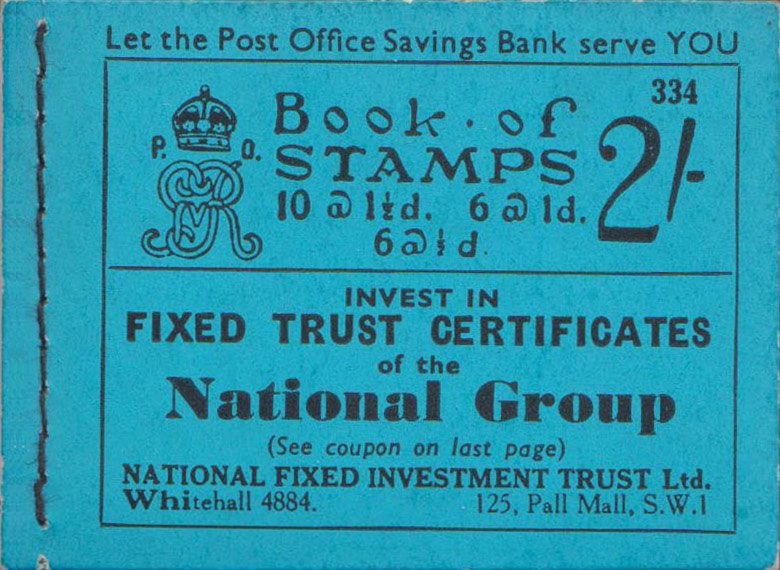 Let the Post Office Savings Bank serve YOU
334
Book of
STAMPS
2/-
P. O.
GRV
10 @ 1½d. 6 @ 1d.
6 @ ½d.
INVEST IN
FIXED TRUST CERTIFICATES
of the
National Group
(See coupon on last page)
NATIONAL FIXED INVESTMENT TRUST Ltd.
Whitehall 4884. 125, Pall Mall, S.W.1